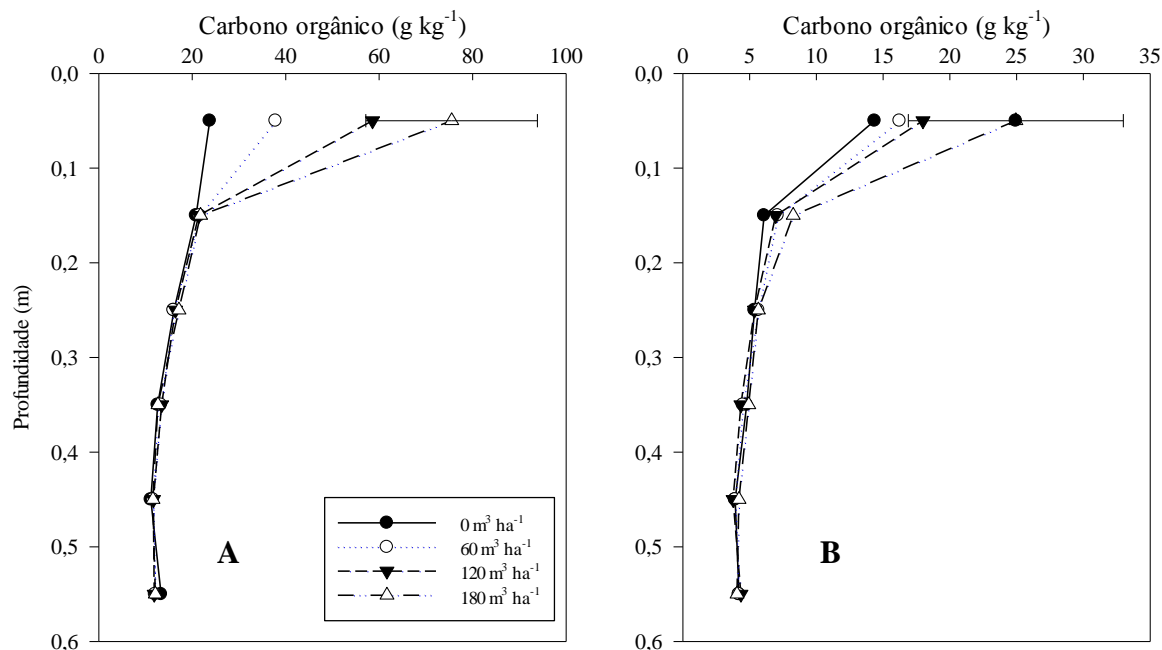 Carbono orgânico (g kg⁻¹)
0 20 40 60 80 100
0,0
0,1
0,2
0,3
0,4
0,5
0,6
Profundidade (m)
A
0 m³ ha⁻¹
60 m³ ha⁻¹
120 m³ ha⁻¹
180 m³ ha⁻¹
Carbono orgânico (g kg⁻¹)
0 5 10 15 20 25 30 35
0,0
0,1
0,2
0,3
0,4
0,5
0,6
B